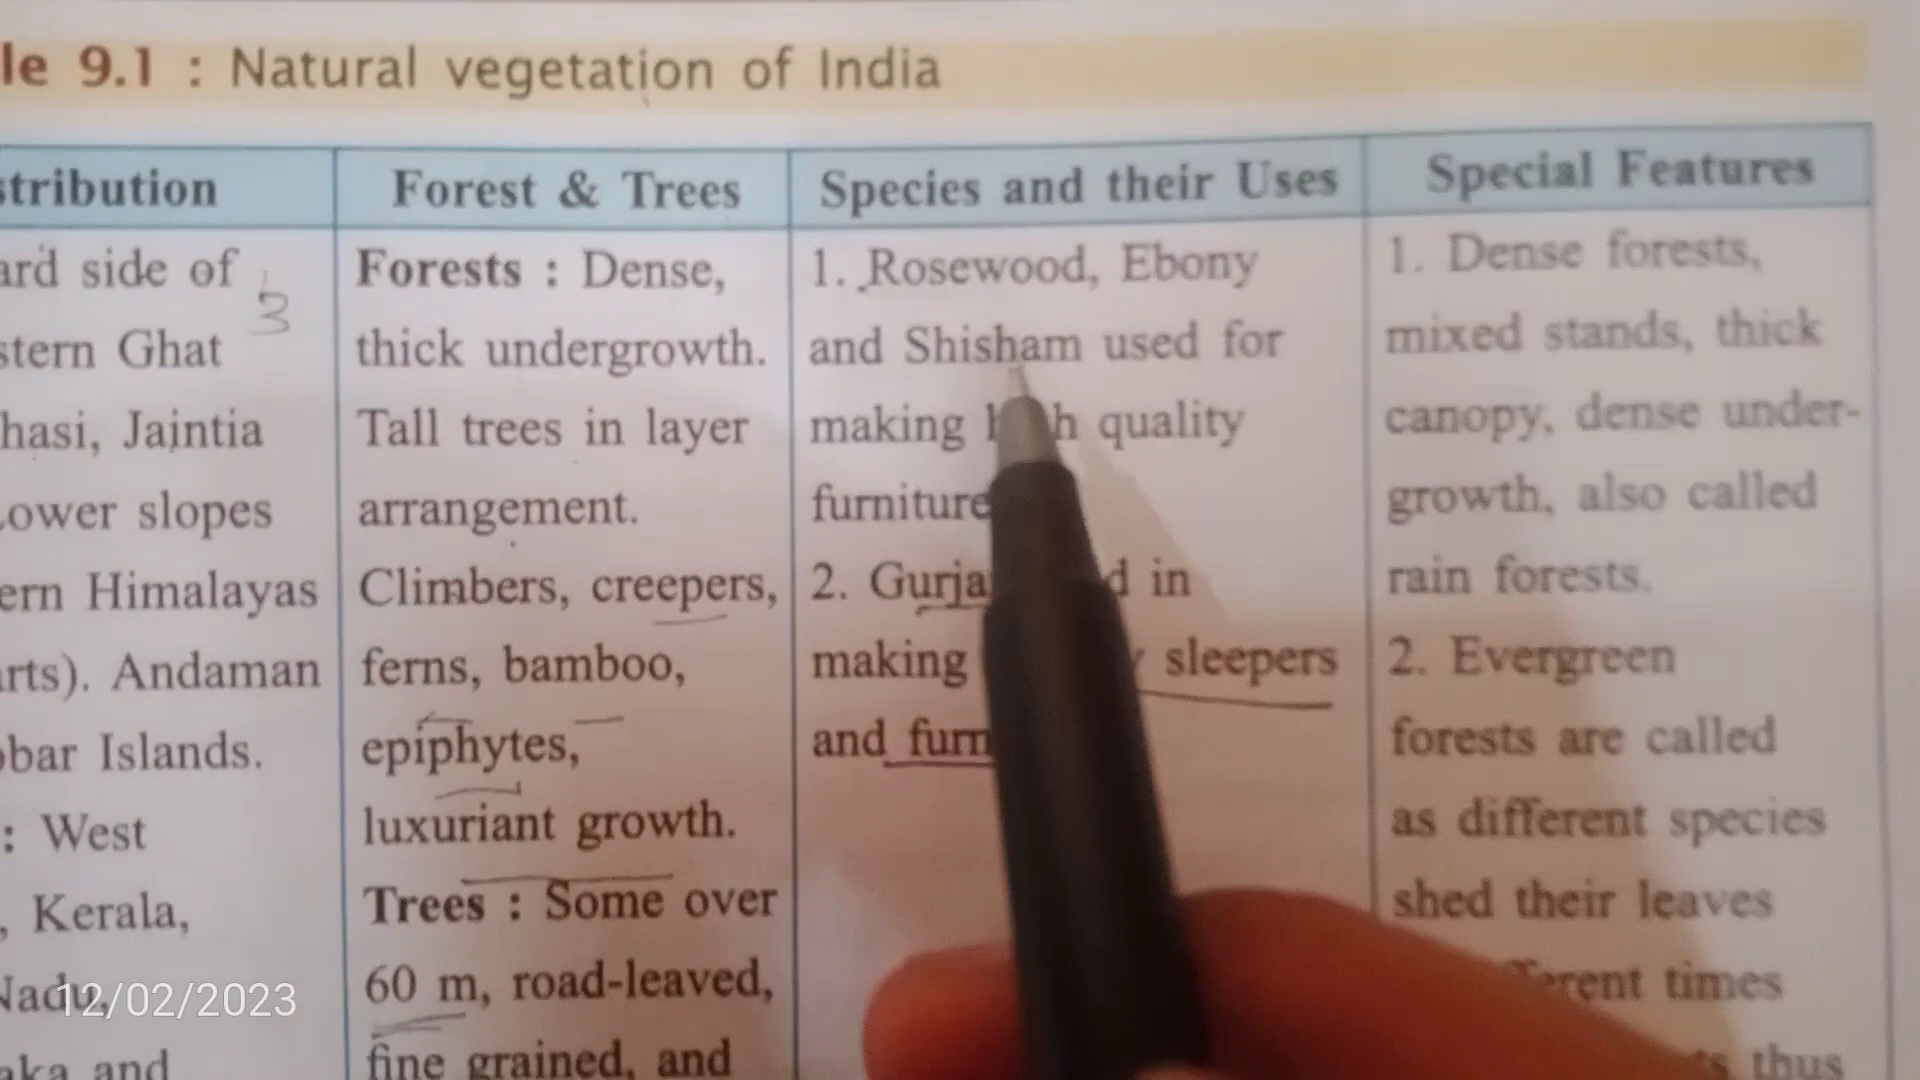 le 9.1 : Natural vegetation of India
stribution
Forest & Trees
Species and their Uses
Special Features
ard side of
stern Ghat
hasi, Jaintia
ower slopes
ern Himalayas
rts). Andaman
bar Islands.
: West
, Kerala,
Nadu,
aka and
3
Forests : Dense,
thick undergrowth.
Tall trees in layer
arrangement.
Climbers, creepers,
ferns, bamboo,
epiphytes,
luxuriant growth.
Trees : Some over
60 m, road-leaved,
fine grained, and
1. Rosewood, Ebony
and Shisham used for
making quality
furniture
2. Gurja in
making sleepers
and furn
1. Dense forests,
mixed stands, thick
canopy, dense under-
growth, also called
rain forests.
2. Evergreen
forests are called
as different species
shed their leaves
erent times
thus
12/02/2023